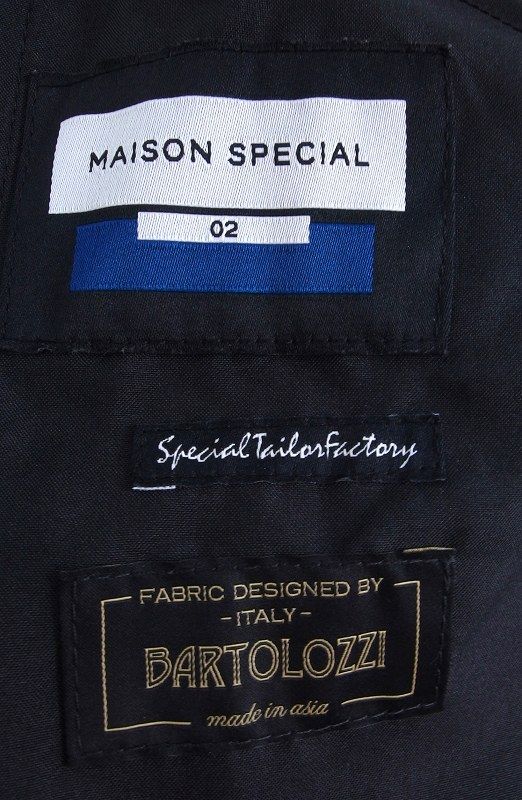 MAISON SPECIAL
02
SpecialTailorFactory
FABRIC DESIGNED BY
-ITALY-
BARTOLOZZI
made in asia